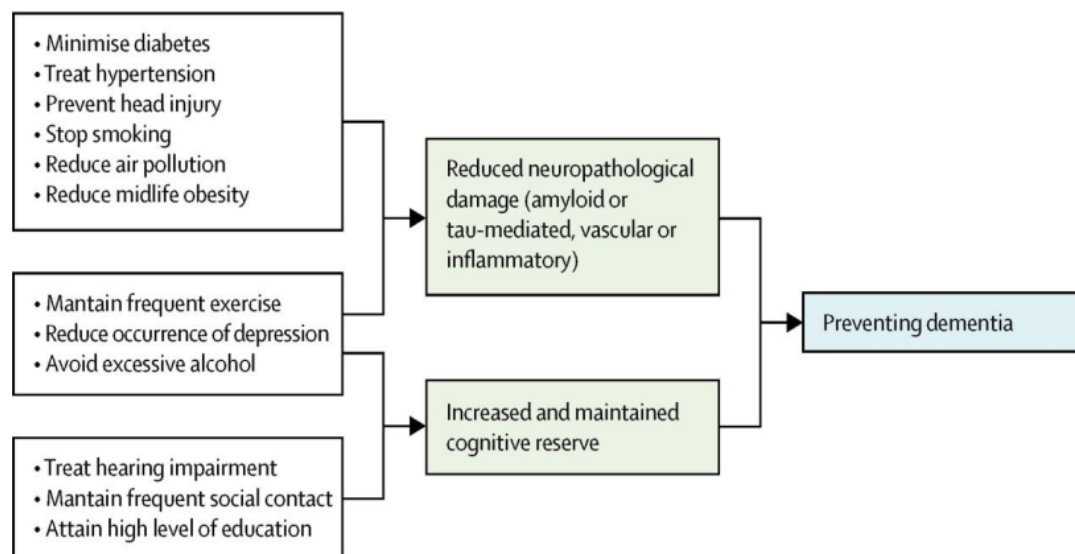 • Minimise diabetes
• Treat hypertension
• Prevent head injury
• Stop smoking
• Reduce air pollution
• Reduce midlife obesity
• Mantain frequent exercise
• Reduce occurrence of depression
• Avoid excessive alcohol
• Treat hearing impairment
• Mantain frequent social contact
• Attain high level of education
Reduced neuropathological
damage (amyloid or
tau-mediated, vascular or
inflammatory)
Increased and maintained
cognitive reserve
Preventing dementia